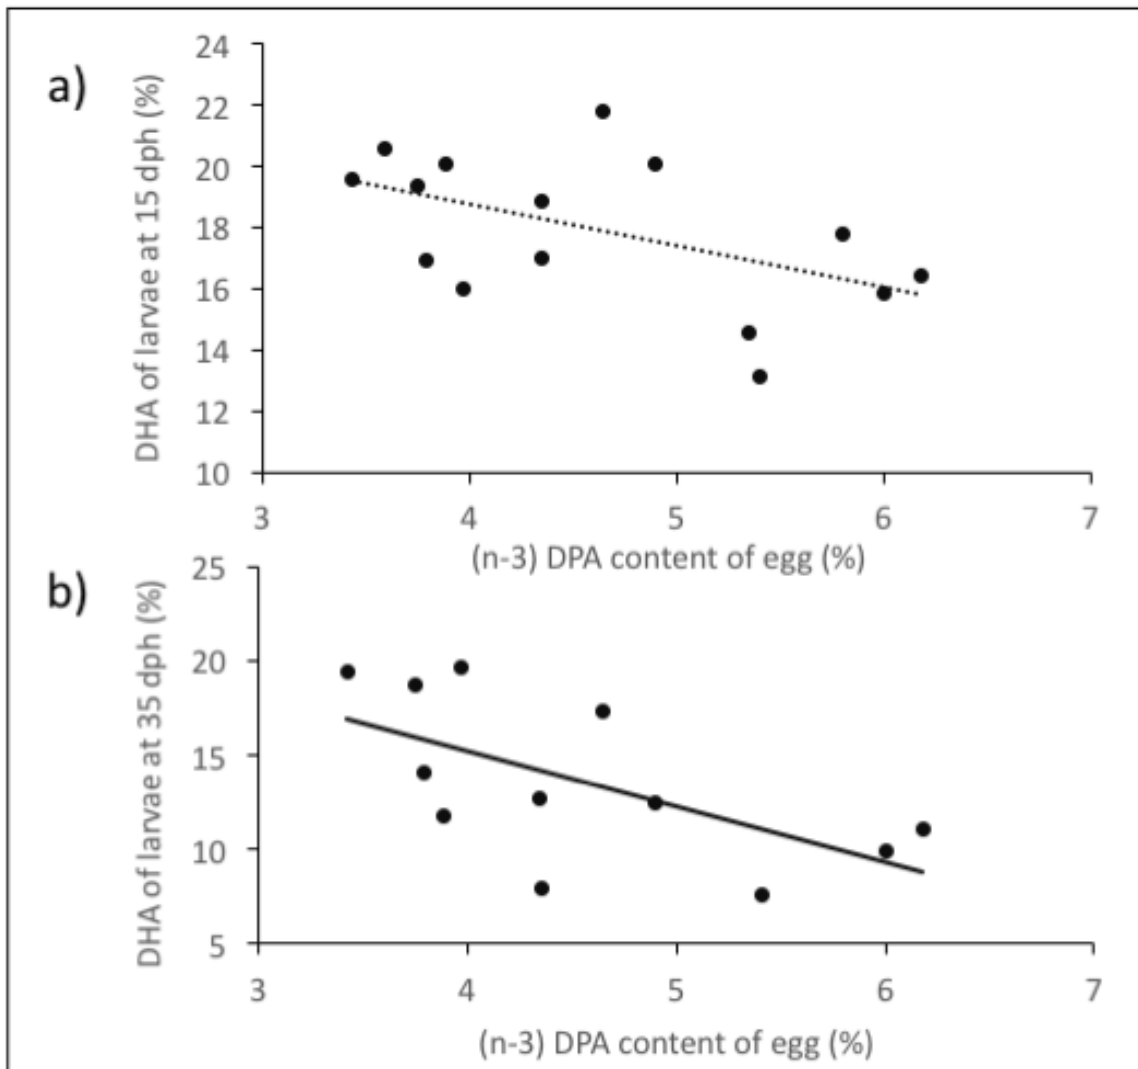 a)
DHA of larvae at 15 dph (%)
24
22
20
18
16
14
12
10
3 4 5 6 7
(n-3) DPA content of egg (%)
b)
DHA of larvae at 35 dph (%)
25
20
15
10
5
3 4 5 6 7
(n-3) DPA content of egg (%)